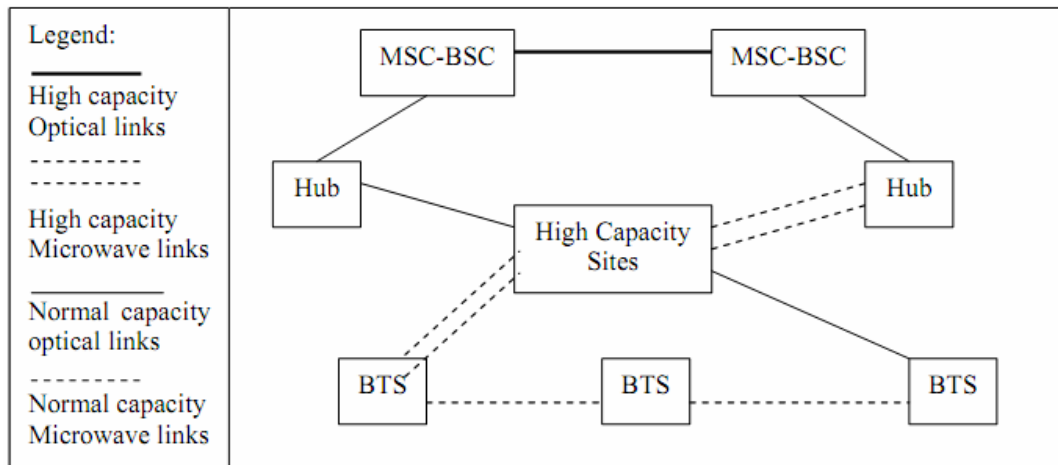 Legend:
High capacity
Optical links
High capacity
Microwave links
Normal capacity
optical links
Normal capacity
Microwave links
MSC-BSC
MSC-BSC
Hub
Hub
High Capacity
Sites
BTS
BTS
BTS